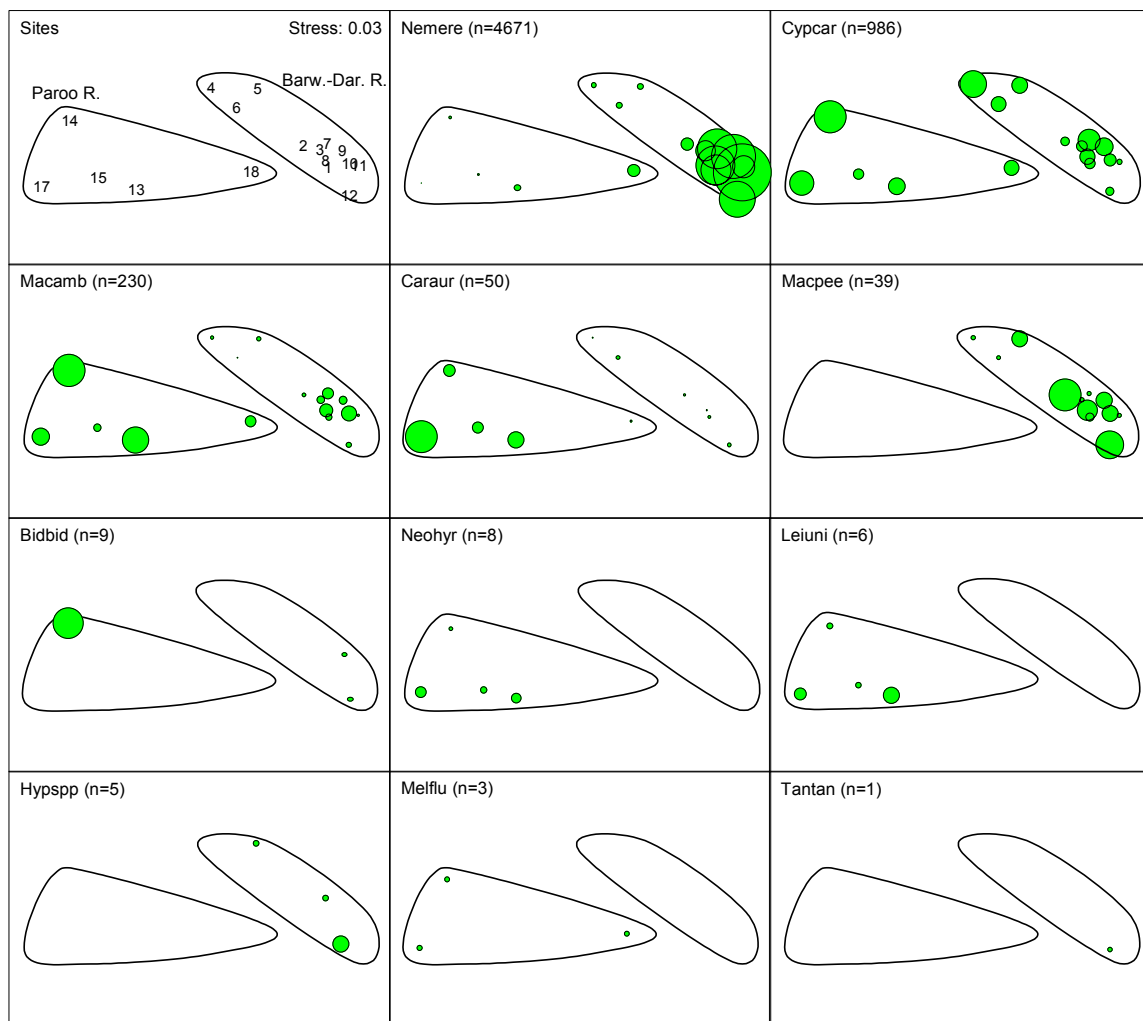 Sites Stress: 0.03
Barw.-Dar. R.
Paroo R.
4 5
6
14
2 3 7 9
8 10 11
1
15 18
17 13 12
Nemere (n=4671)
Cypcar (n=986)
Macamb (n=230)
Caraur (n=50)
Macpee (n=39)
Bidbid (n=9)
Neohyr (n=8)
Leiuni (n=6)
Hypspp (n=5)
Melflu (n=3)
Tantan (n=1)